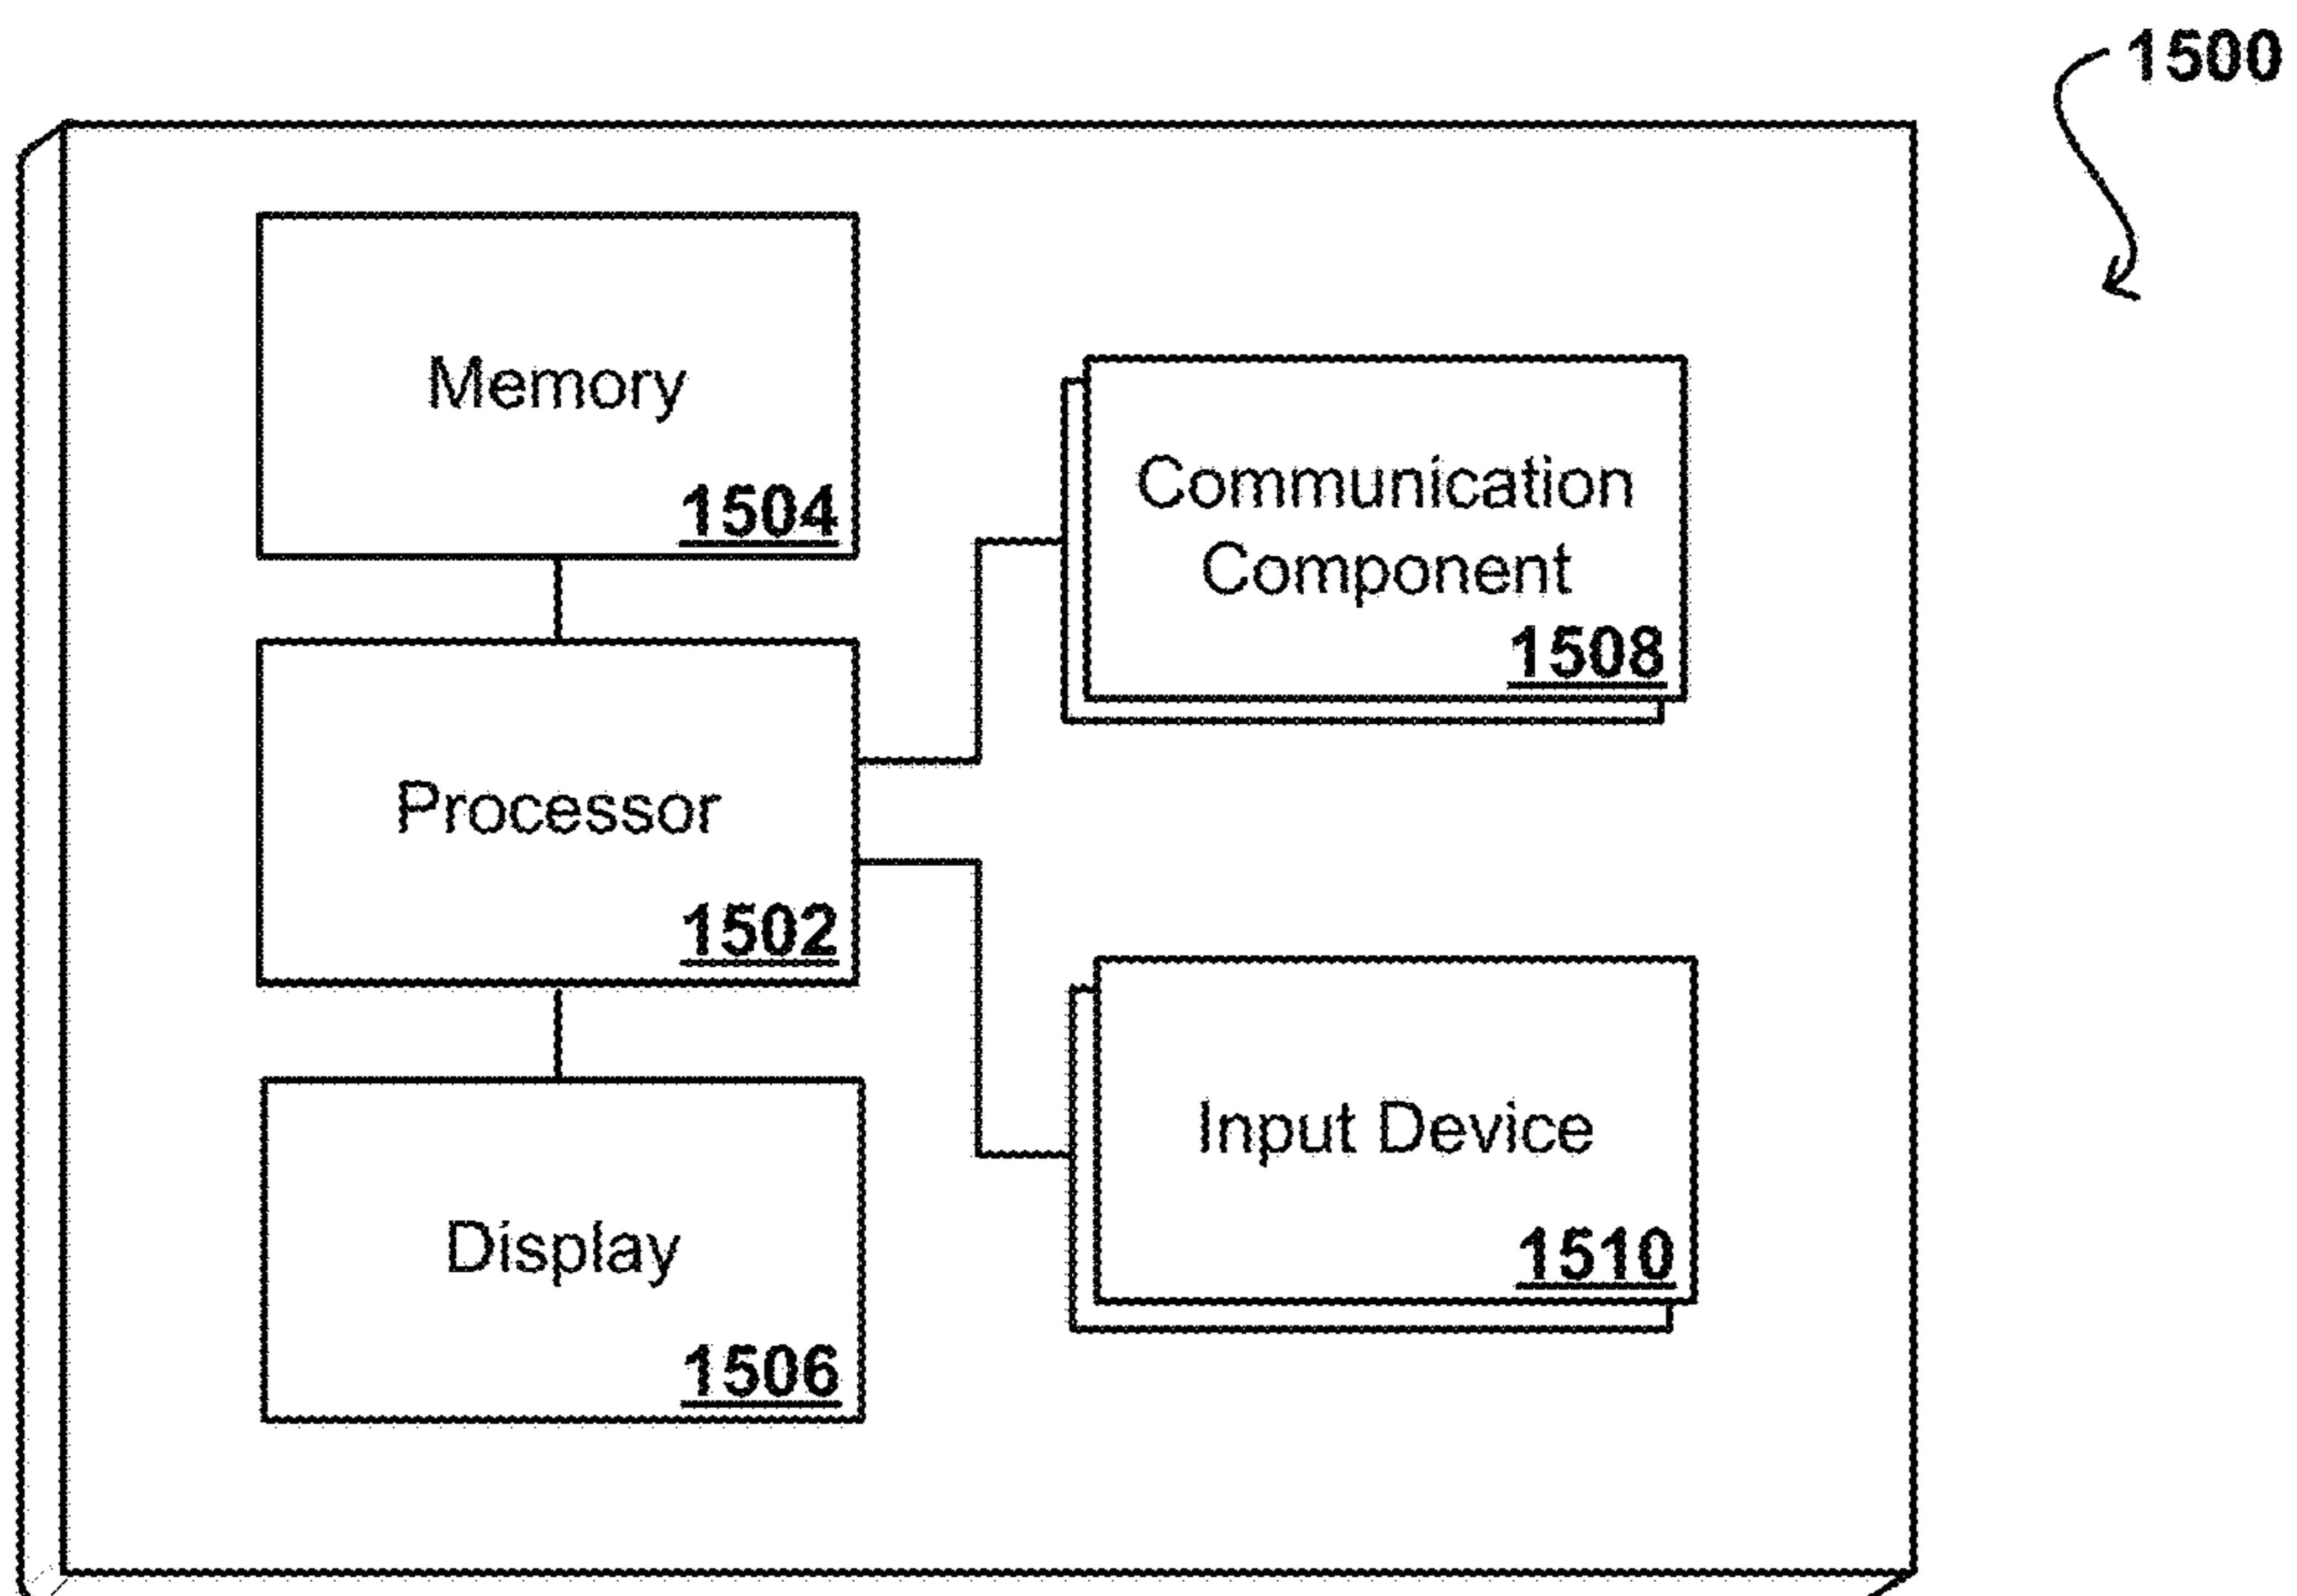 1500
Memory
1504
Communication
Component
1508
Processor
1502
Input Device
1510
Display
1506